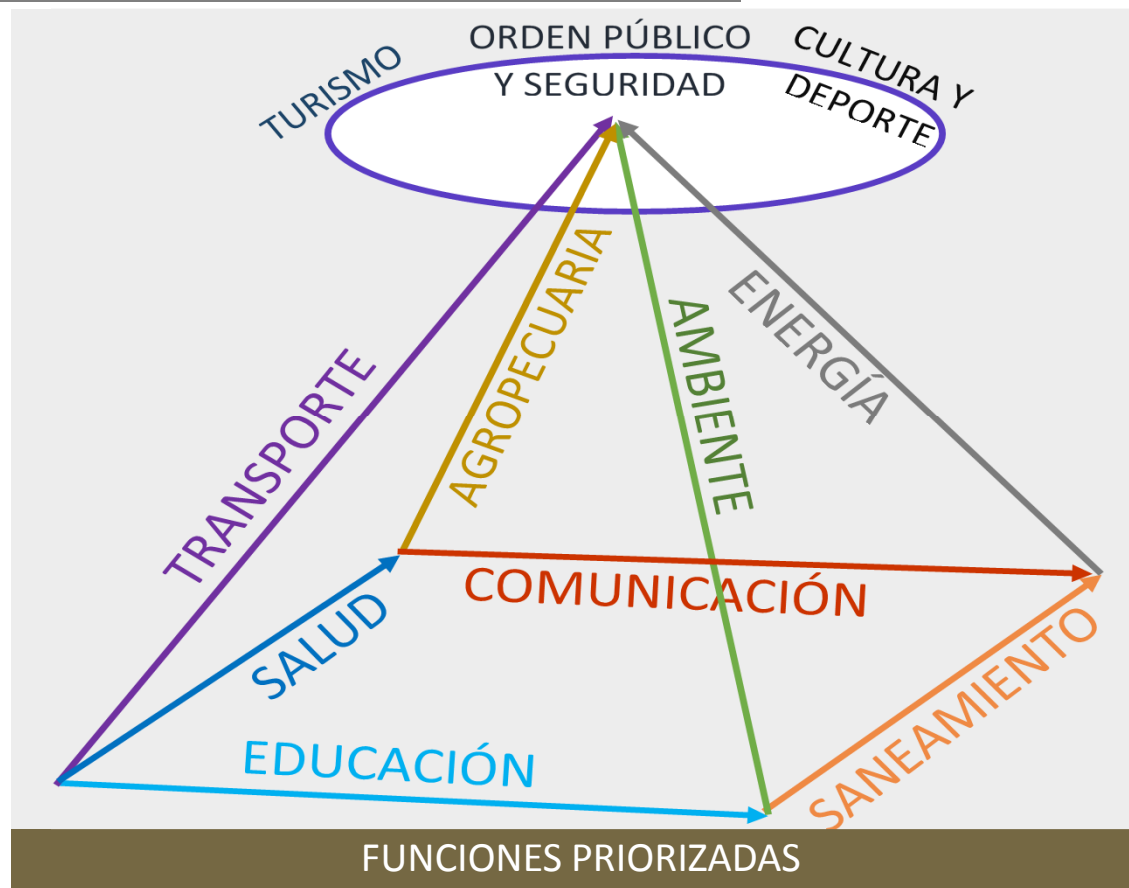 TURISMO
ORDEN PÚBLICO
Y SEGURIDAD
CULTURA Y
DEPORTE
TRANSPORTE
AGROPECUARIA
AMBIENTE
ENERGÍA
SALUD
COMUNICACIÓN
EDUCACIÓN
SANEAMIENTO
FUNCIONES PRIORIZADAS